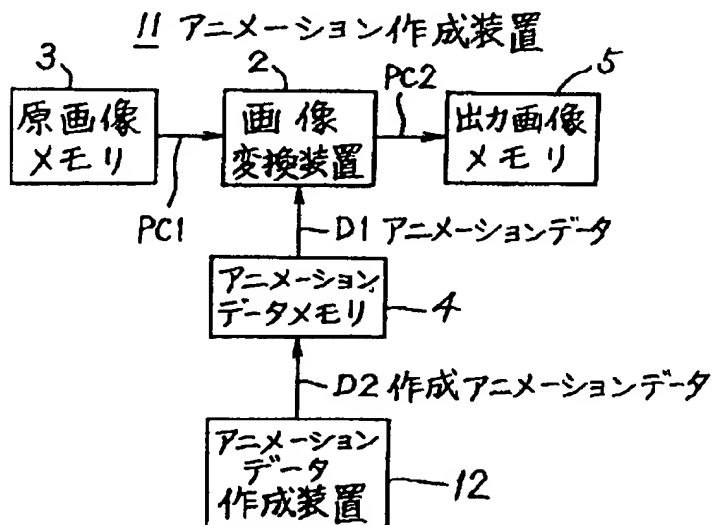 11 アニメーション作成装置
3
2
PC2
5
原画像
メモリ
画像
変換装置
出力画像
メモリ
PC1
D1 アニメーションデータ
アニメーション
データメモリ
4
D2 作成アニメーションデータ
アニメーション
データ
作成装置
12